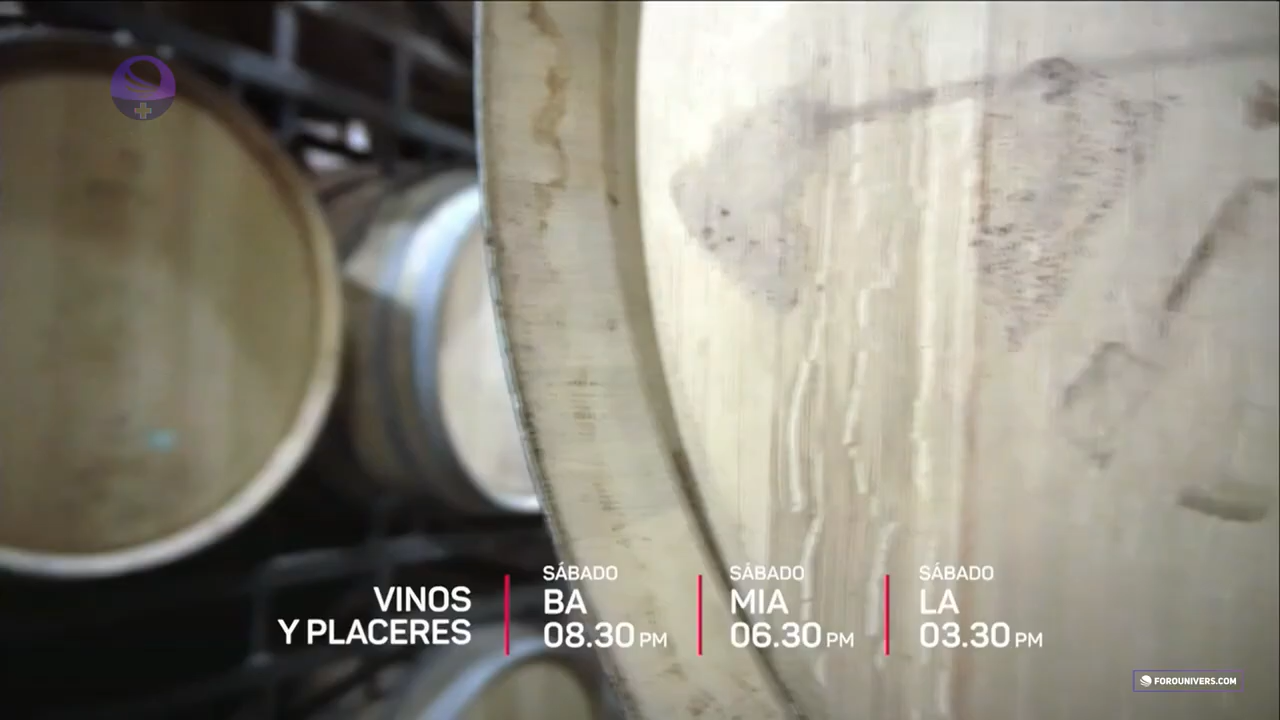 VINOS
Y PLACERES
SÁBADO
BA
08.30 PM
SÁBADO
MIA
06.30 PM
SÁBADO
LA
03.30 PM
FOROUNIVERS.COM